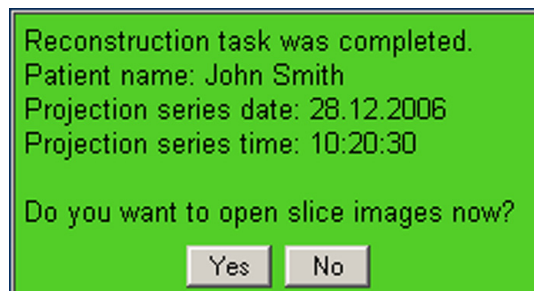 Reconstruction task was completed.
Patient name: John Smith
Projection series date: 28.12.2006
Projection series time: 10:20:30
Do you want to open slice images now?
Yes No